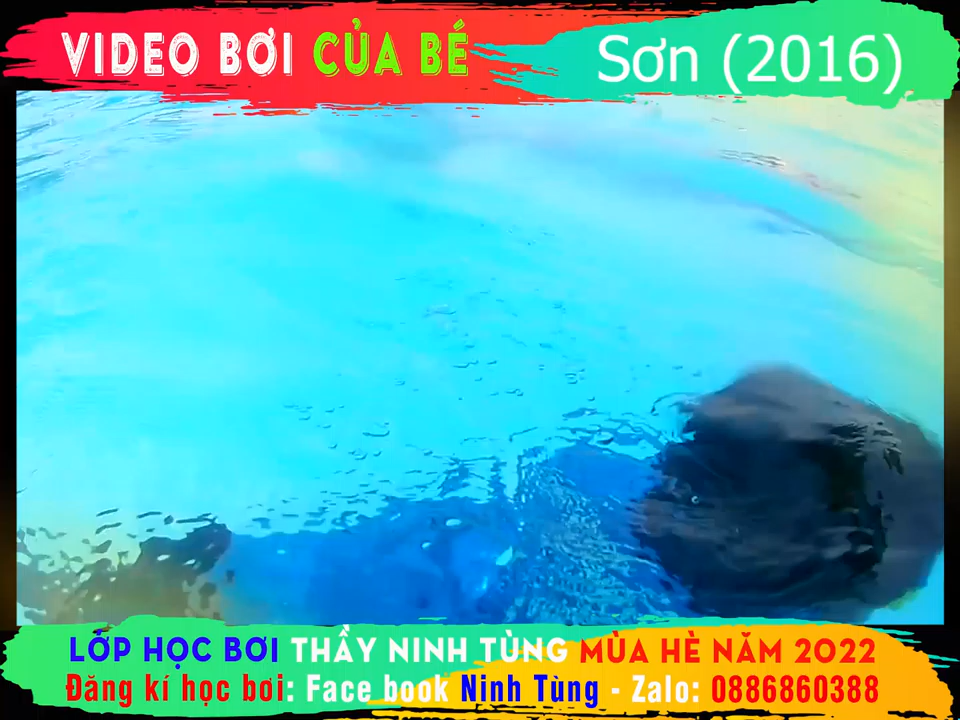 VIDEO BƠI CỦA BÉ
Sơn (2016)
LỚP HỌC BƠI THẦY NINH TÙNG MÙA HÈ NĂM 2022
Đăng kí học bơi: Face book Ninh Tùng - Zalo: 0886860388